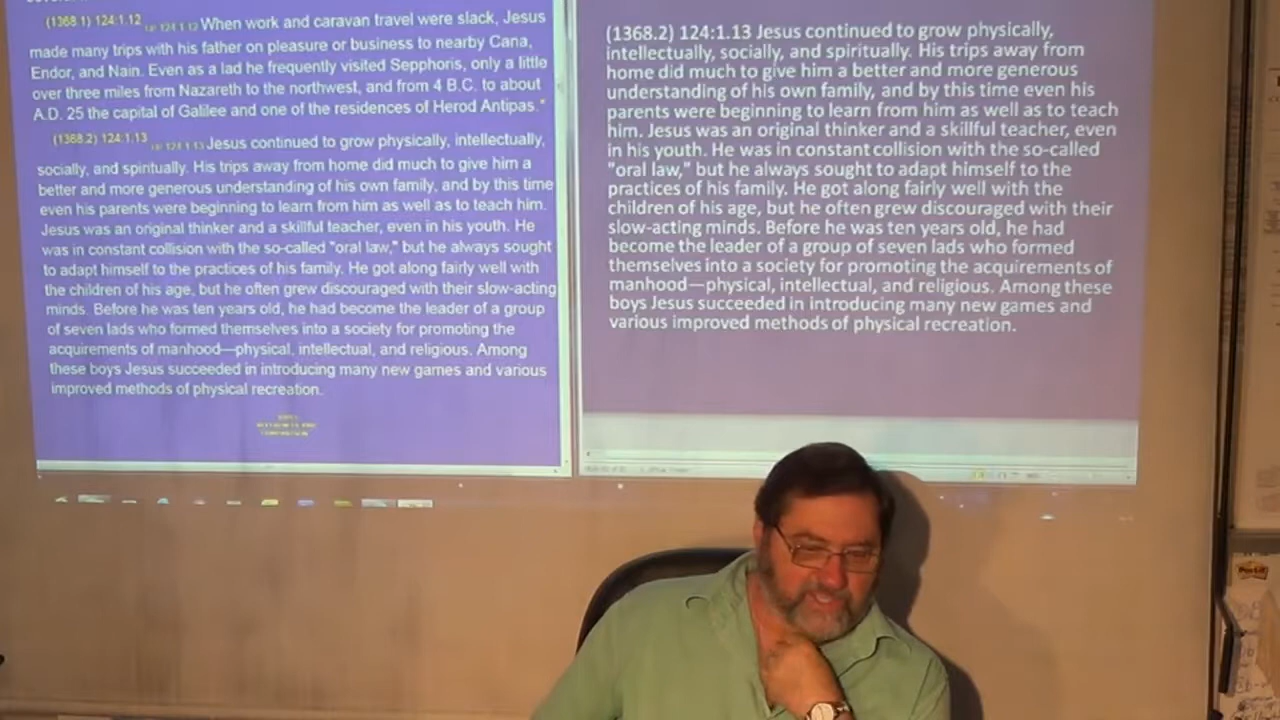 (1368.1) 124:1.12 When work and caravan travel were slack, Jesus
made many trips with his father on pleasure or business to nearby Cana,
Endor, and Nain. Even as a lad he frequently visited Sepphoris, only a little
over three miles from Nazareth to the northwest, and from 4 B.C. to about
A.D. 25 the capital of Galilee and one of the residences of Herod Antipas."
(1368.2) 124:1.13 Jesus continued to grow physically, intellectually,
socially, and spiritually. His trips away from home did much to give him a
better and more generous understanding of his own family, and by this time
even his parents were beginning to learn from him as well as to teach him.
Jesus was an original thinker and a skillful teacher, even in his youth. He
was in constant collision with the so-called "oral law," but he always sought
to adapt himself to the practices of his family. He got along fairly well with
the children of his age, but he often grew discouraged with their slow-acting
minds. Before he was ten years old, he had become the leader of a group
of seven lads who formed themselves into a society for promoting the
acquirements of manhood—physical, intellectual, and religious. Among
these boys Jesus succeeded in introducing many new games and various
improved methods of physical recreation.
(1368.2) 124:1.13 Jesus continued to grow physically,
intellectually, socially, and spiritually. His trips away from
home did much to give him a better and more generous
understanding of his own family, and by this time even his
parents were beginning to learn from him as well as to teach
him. Jesus was an original thinker and a skillful teacher, even
in his youth. He was in constant collision with the so-called
"oral law," but he always sought to adapt himself to the
practices of his family. He got along fairly well with the
children of his age, but he often grew discouraged with their
slow-acting minds. Before he was ten years old, he had
become the leader of a group of seven lads who formed
themselves into a society for promoting the acquirements of
manhood—physical, intellectual, and religious. Among these
boys Jesus succeeded in introducing many new games and
various improved methods of physical recreation.
Post-it